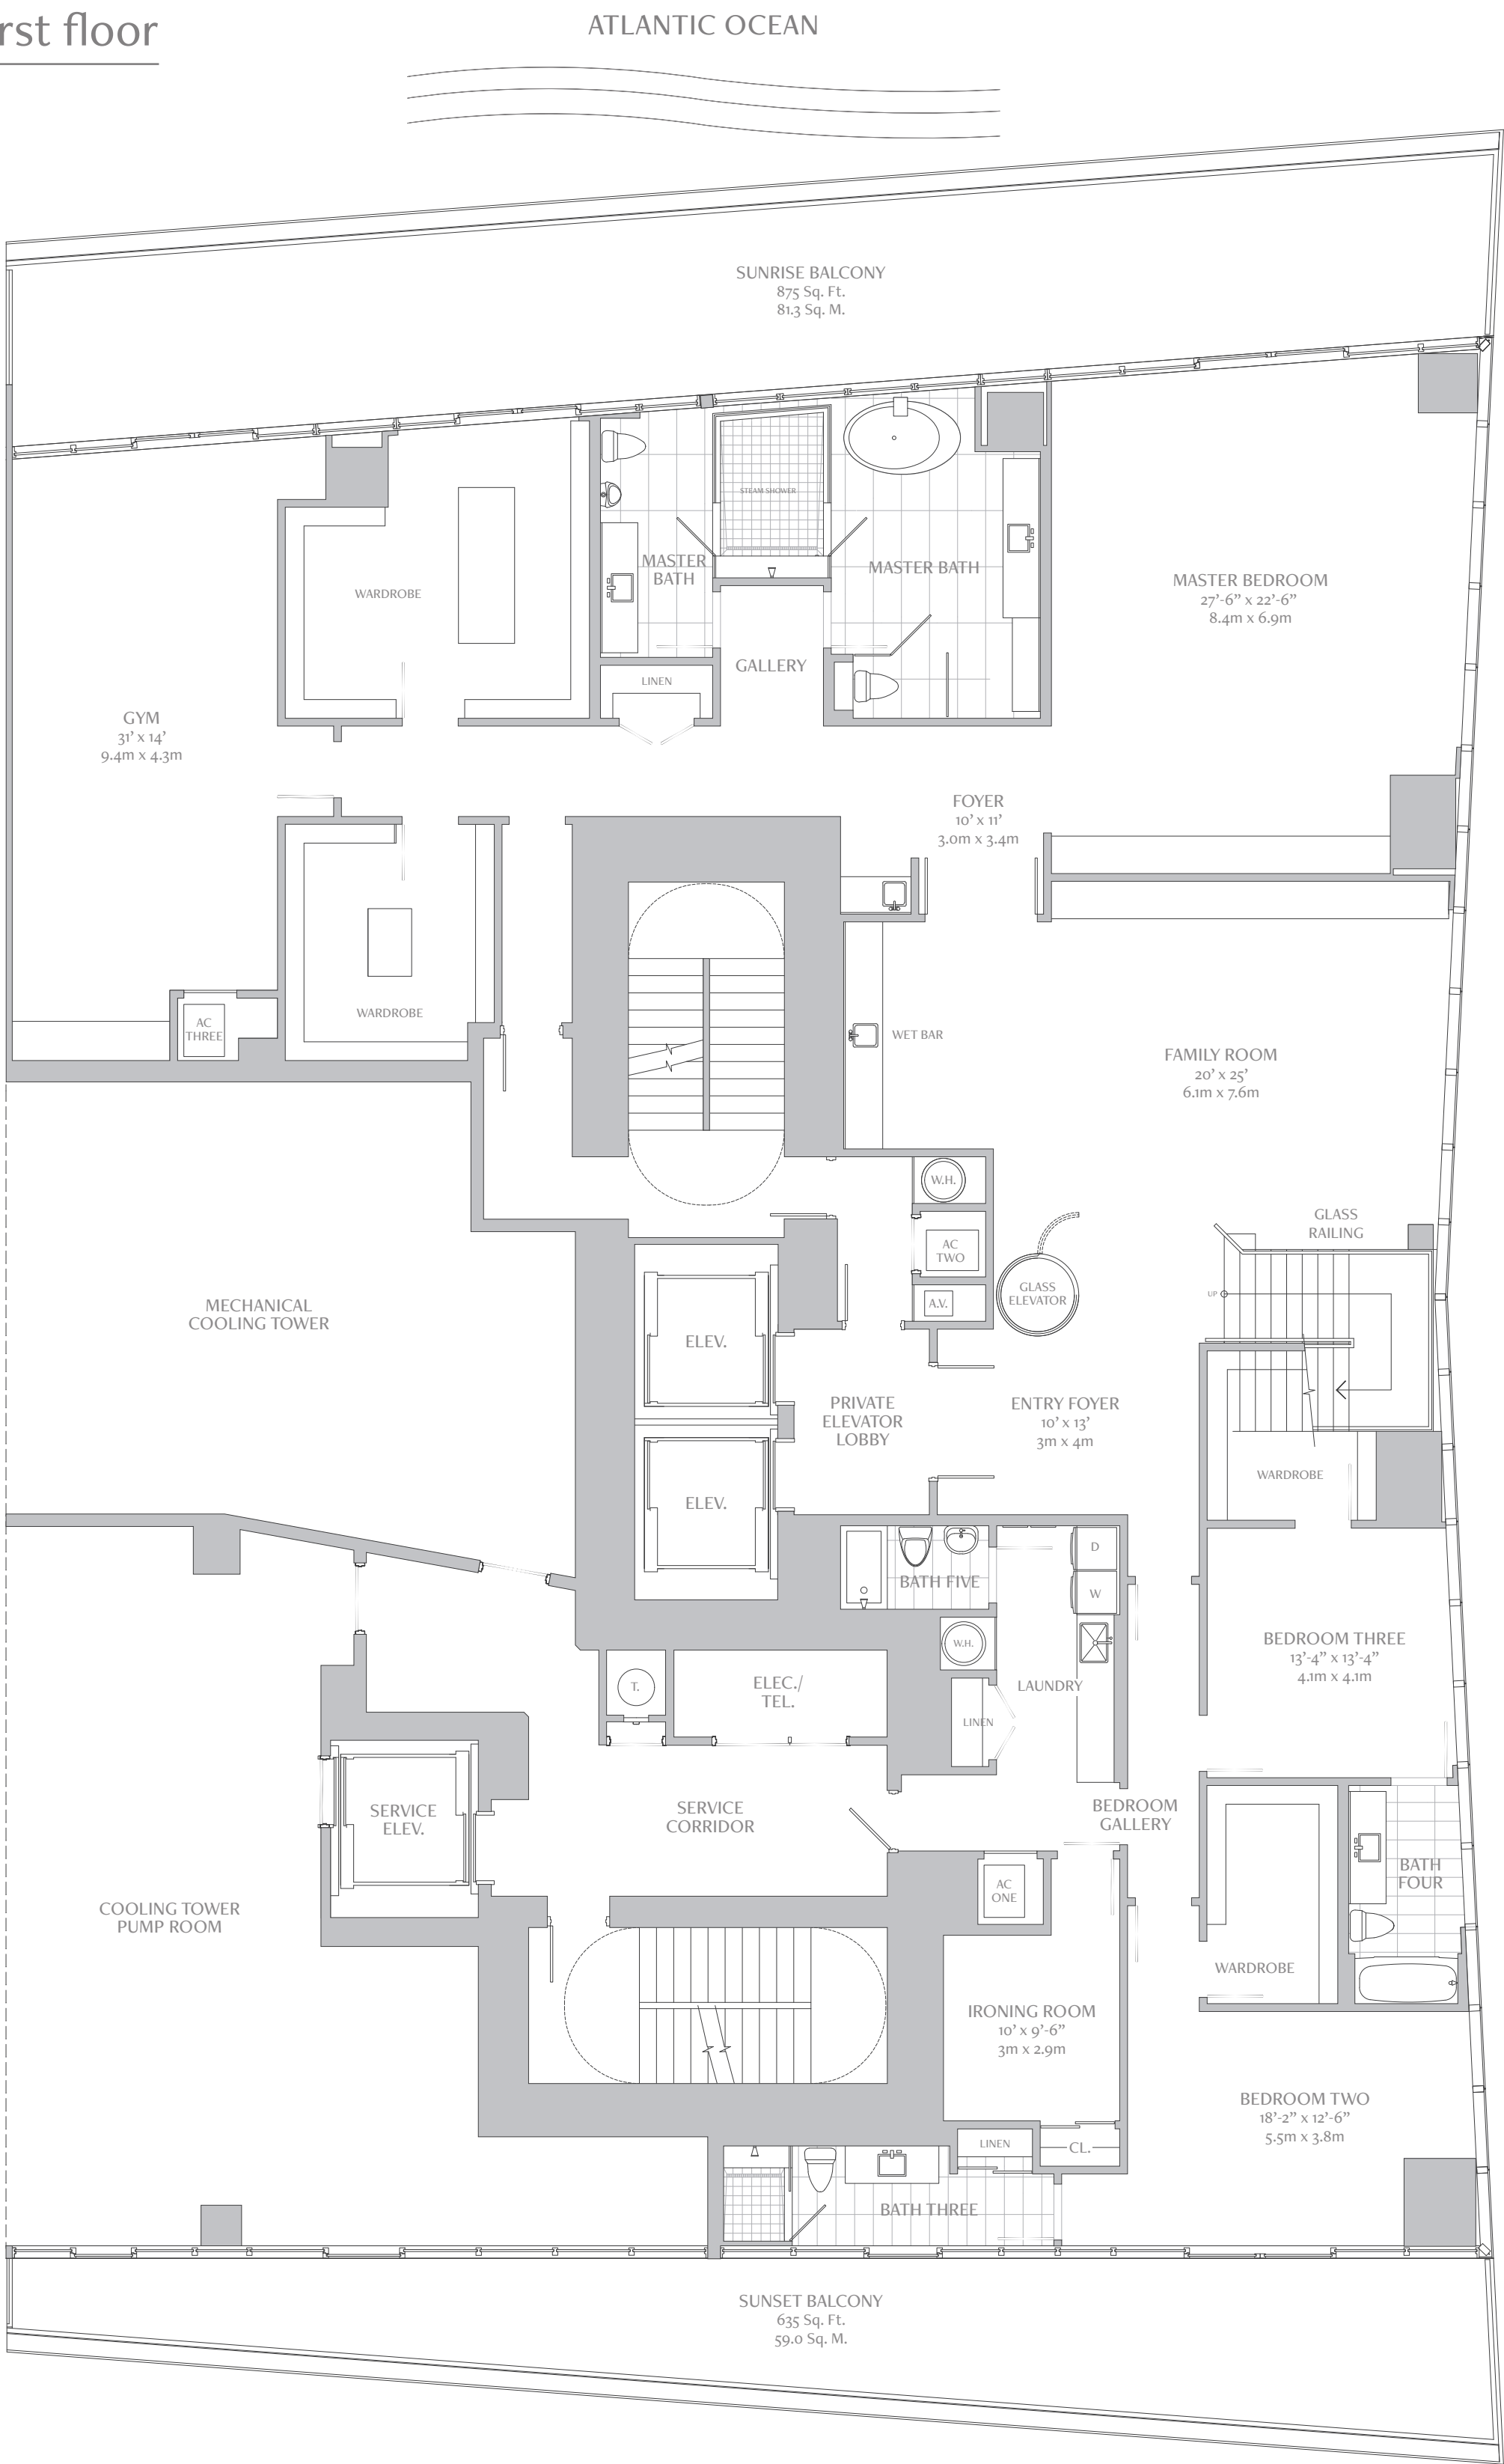 rst floor
ATLANTIC OCEAN
SUNRISE BALCONY
875 Sq. Ft.
81.3 Sq. M.
STEAM SHOWER
MASTER
BATH
MASTER BATH
WARDROBE
MASTER BEDROOM
27’-6” x 22’-6”
8.4m x 6.9m
GALLERY
LINEN
GYM
31’ x 14’
9.4m x 4.3m
FOYER
10’ x 11’
3.0m x 3.4m
AC
THREE
WARDROBE
WET BAR
FAMILY ROOM
20’ x 25’
6.1m x 7.6m
W.H.
AC
TWO
A.V.
GLASS
ELEVATOR
GLASS
RAILING
UP
MECHANICAL
COOLING TOWER
ELEV.
PRIVATE
ELEVATOR
LOBBY
ENTRY FOYER
10’ x 13’
3m x 4m
WARDROBE
ELEV.
BATH FIVE
D
W
W.H.
LAUNDRY
LINEN
BEDROOM THREE
13’-4” x 13’-4”
4.1m x 4.1m
T.
ELEC./
TEL.
SERVICE
ELEV.
SERVICE
CORRIDOR
BEDROOM
GALLERY
AC
ONE
BATH
FOUR
COOLING TOWER
PUMP ROOM
WARDROBE
IRONING ROOM
10’ x 9’-6”
3m x 2.9m
BEDROOM TWO
18’-2” x 12’-6”
5.5m x 3.8m
LINEN
CL.
BATH THREE
SUNSET BALCONY
635 Sq. Ft.
59.0 Sq. M.